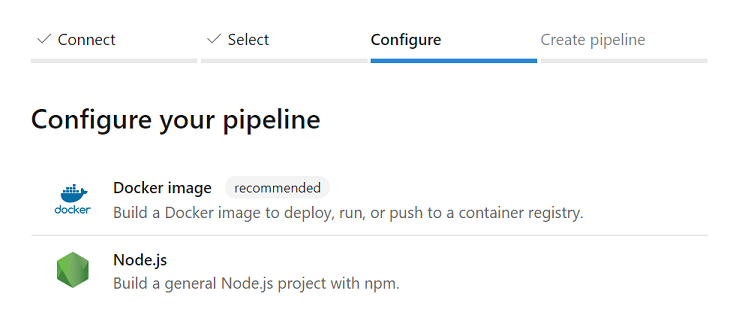 Connect
Select
Configure
Create pipeline
Configure your pipeline
Docker image
recommended
docker
Build a Docker image to deploy, run, or push to a container registry.
Node.js
Build a general Node.js project with npm.